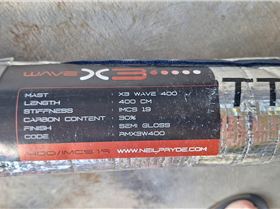 WAVE X3
MAST : X3 WAVE 400
LENGTH : 400 CM
STIFFNESS : IMCS 19
CARBON CONTENT : 30%
FINISH : SEMI GLOSS
CODE : RMX3W400
400/IMCS 19
WWW.NEILPRYDE.COM
TT